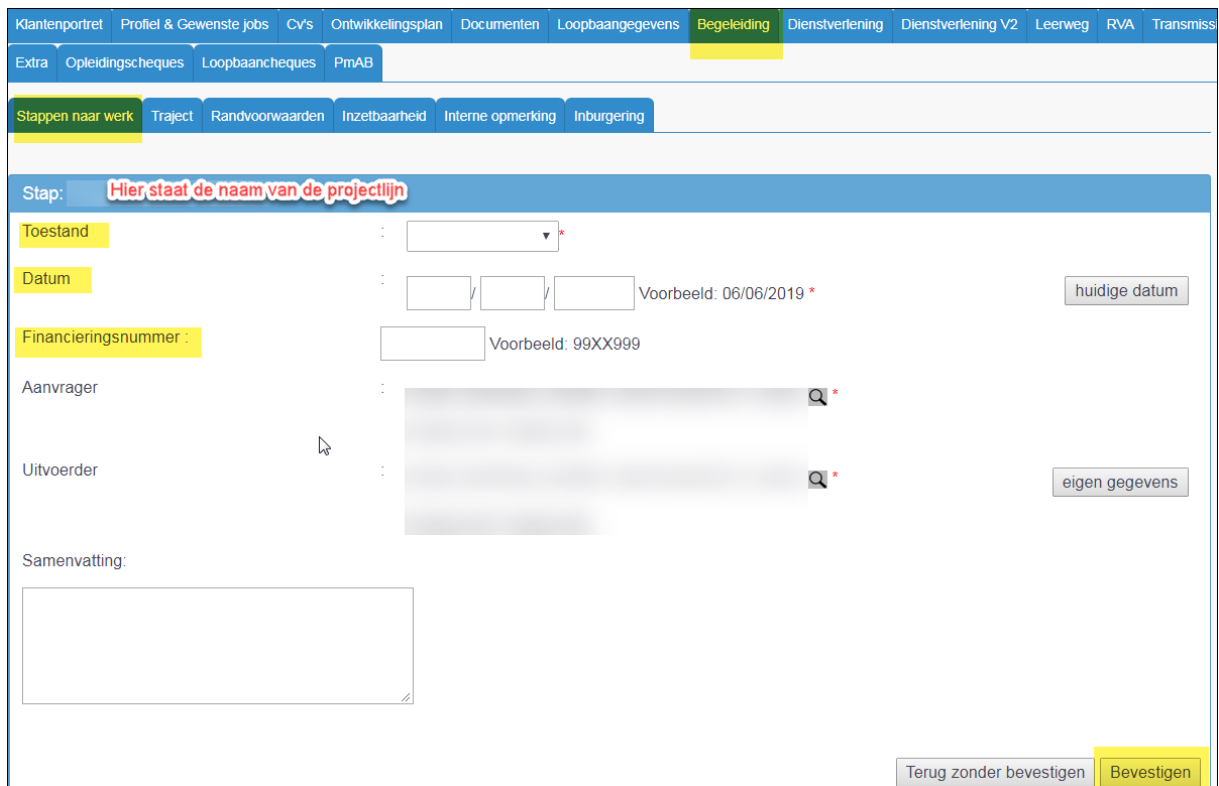 Klantenportret Profiel & Gewenste jobs Cv's Ontwikkelingsplan Documenten Loopbaangegevens Begeleiding Dienstverlening Dienstverlening V2 Leerweg RVA Transmissi
Extra Opleidingscheques Loopbaancheques PmAB
Stappen naar werk Traject Randvoorwaarden Inzetbaarheid Interne opmerking Inburgering
Stap: Hier staat de naam van de projectlijn
Toestand : *
Datum : / / Voorbeeld: 06/06/2019 * huidige datum
Financieringsnummer : Voorbeeld: 99XX999
Aanvrager : *
Uitvoerder : * eigen gegevens
Samenvatting:
Terug zonder bevestigen Bevestigen